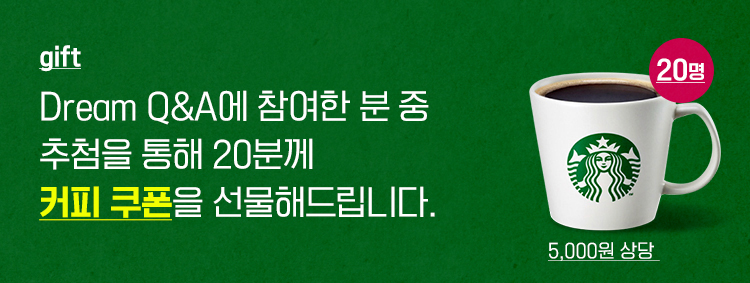 gift
Dream Q&A에 참여한 분 중
추첨을 통해 20분께
커피 쿠폰을 선물해드립니다.
20명
5,000원 상당